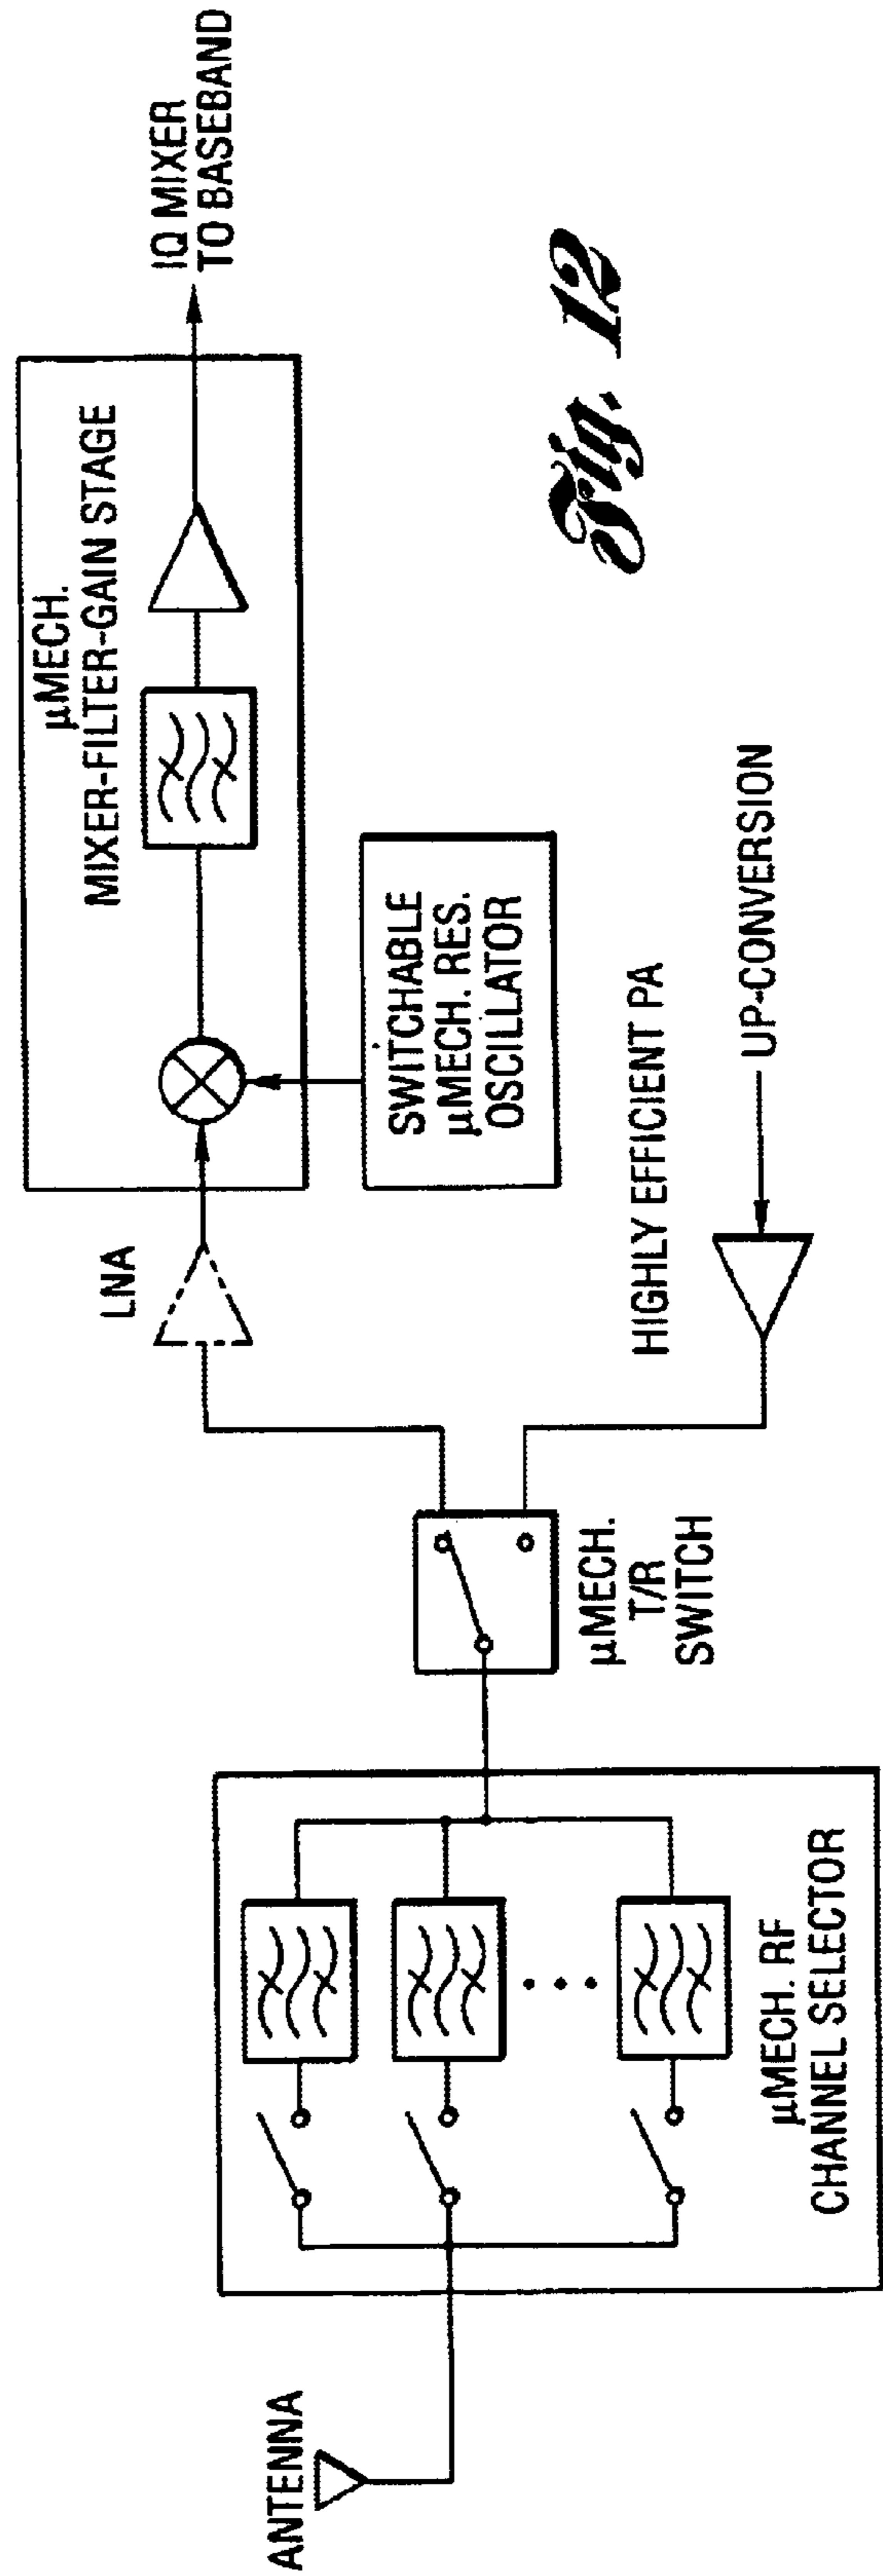 ANTENNA
µMECH. RF
CHANNEL SELECTOR
µMECH.
T/R
SWITCH
LNA
µMECH.
MIXER-FILTER-GAIN STAGE
SWITCHABLE
µMECH. RES.
OSCILLATOR
IQ MIXER
TO BASEBAND
HIGHLY EFFICIENT PA
UP-CONVERSION
Fig. 12